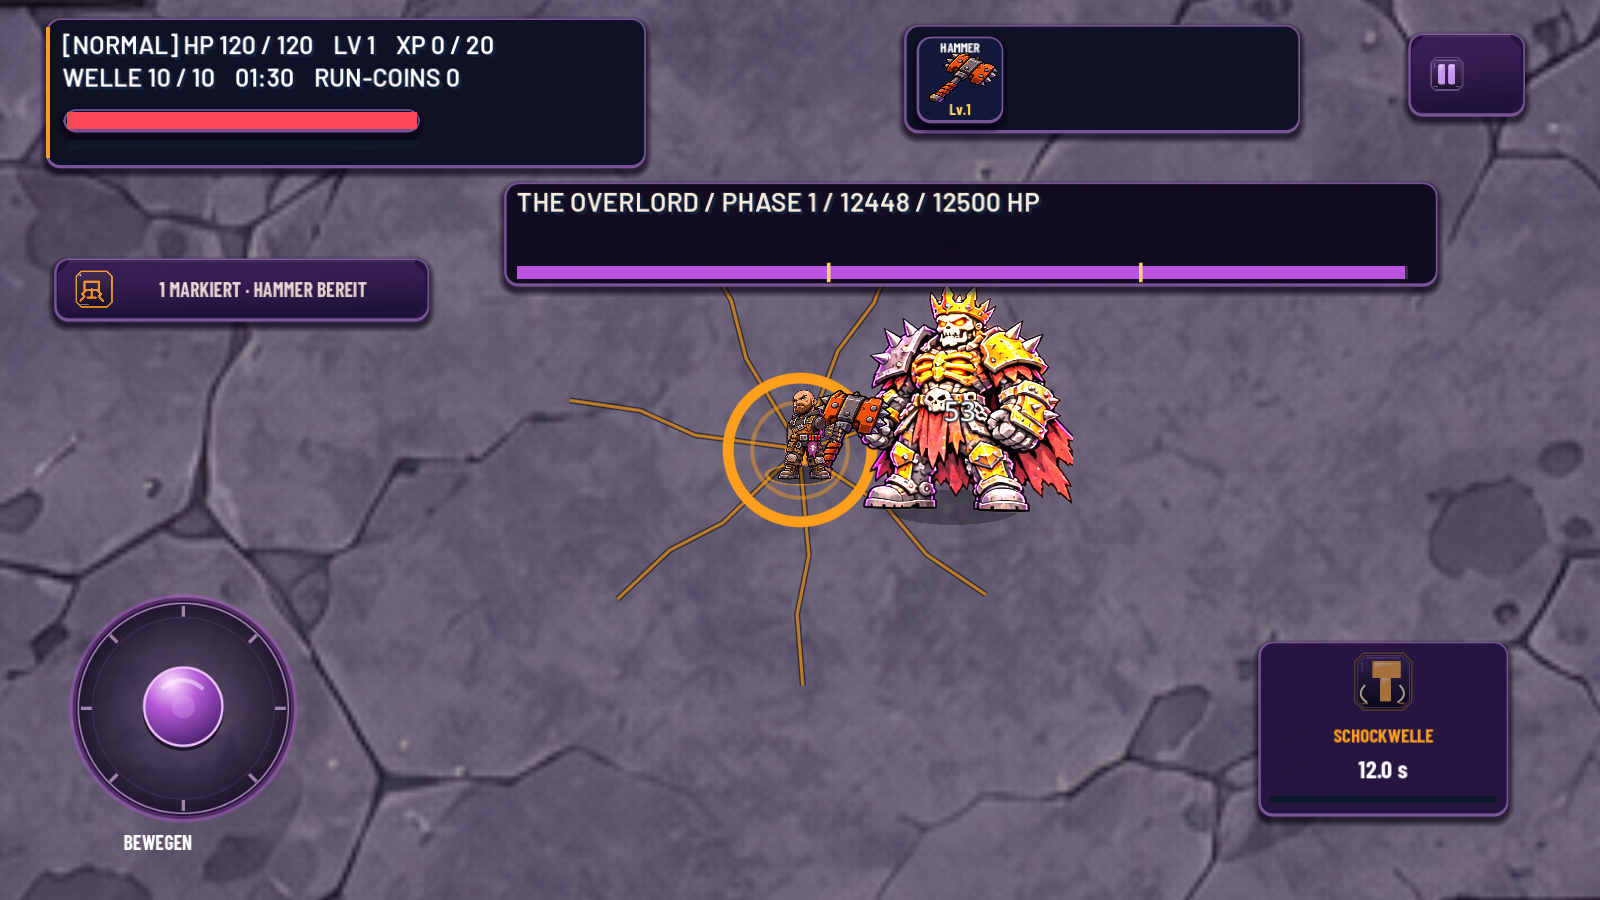 [NORMAL] HP 120 / 120 LV 1 XP 0 / 20
WELLE 10 / 10 01:30 RUN-COINS 0
HAMMER
Lv.1
THE OVERLORD / PHASE 1 / 12448 / 12500 HP
1 MARKIERT · HAMMER BEREIT
53
SCHOCKWELLE
12.0 s
BEWEGEN